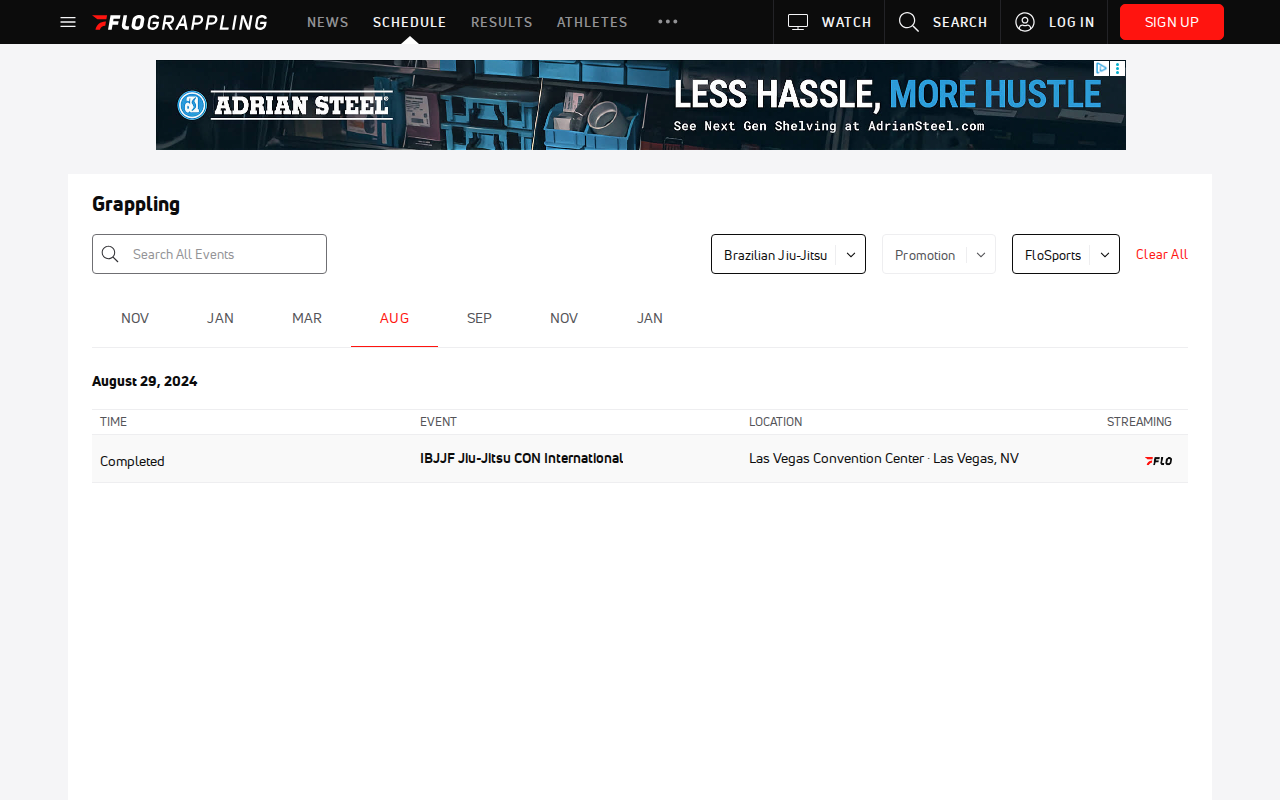 FLOGRAPPLING NEWS SCHEDULE RESULTS ATHLETES WATCH SEARCH LOG IN SIGN UP
ADRIAN STEEL LESS HASSLE, MORE HUSTLE
See Next Gen Shelving at AdrianSteel.com
Grappling
Search All Events Brazilian Jiu-Jitsu Promotion FloSports Clear All
NOV JAN MAR AUG SEP NOV JAN
August 29, 2024
TIME EVENT LOCATION STREAMING
Completed IBJJF Jiu-Jitsu CON International Las Vegas Convention Center · Las Vegas, NV FLO